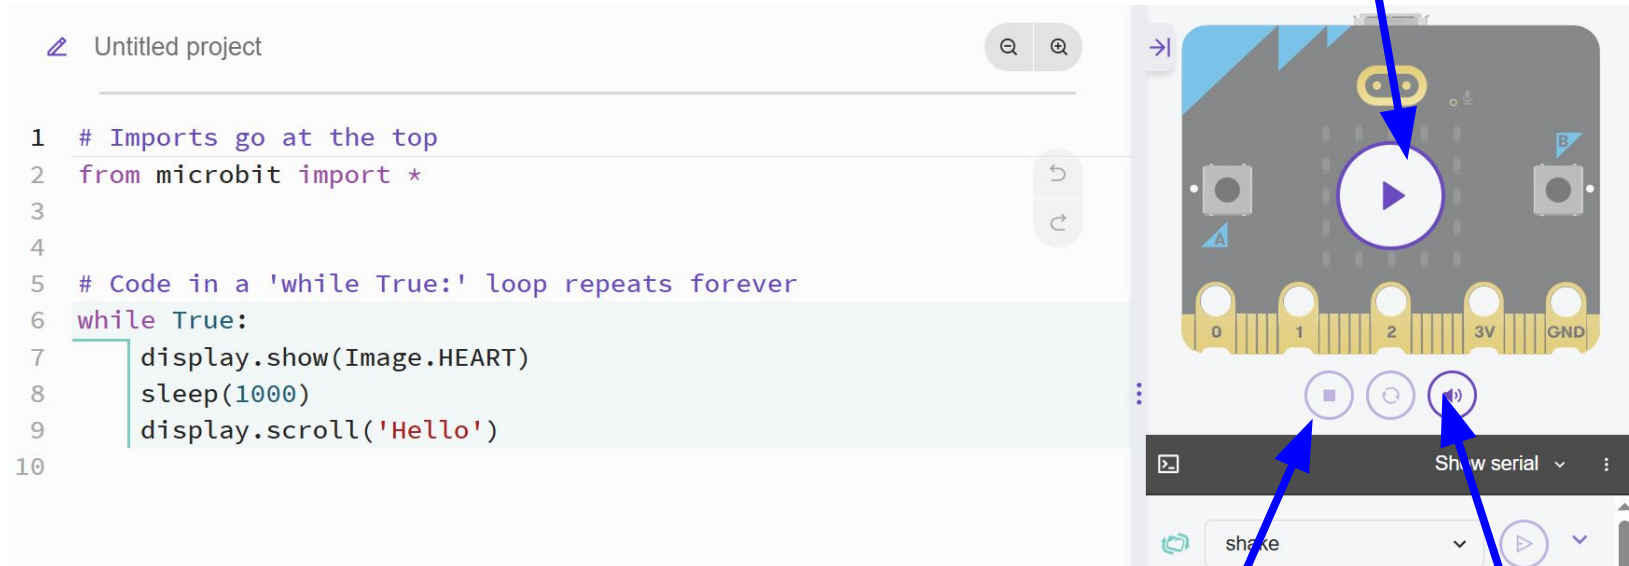 Untitled project
1 # Imports go at the top
2 from microbit import *
3
4
5 # Code in a 'while True:' loop repeats forever
6 while True:
7 display.show(Image.HEART)
8 sleep(1000)
9 display.scroll('Hello')
10
B
A
0 1 2 3V GND
Show serial
shake